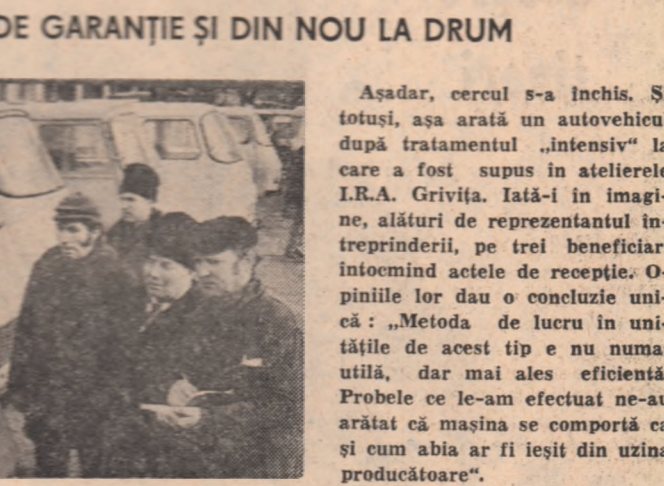 DE GARANȚIE ȘI DIN NOU LA DRUM
Așadar, cercul s-a închis. Ș
totuși, așa arată un autovehicu
după tratamentul „intensiv“ la
care a fost supus în atelierele
I.R.A. Grivița. Iată-i în imagi-
ne, alături de reprezentantul în-
treprinderii, pe trei beneficiar
întocmind actele de recepție. O-
piniile lor dau o concluzie uni-
că : „Metoda de lucru în uni-
tățile de acest tip e nu numa
utilă, dar mai ales eficientă
Probele ce le-am efectuat ne-au
arătat că mașina se comportă ca
și cum abia ar fi ieșit din uzina
producătoare“.